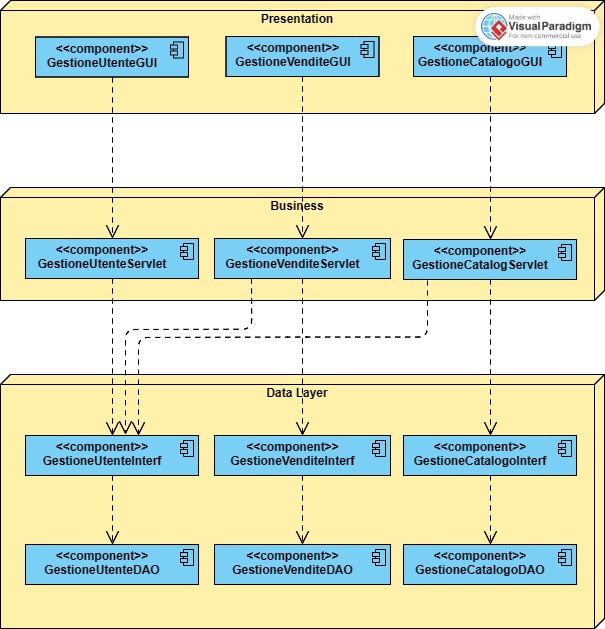 Presentation
Made with
Visual Paradigm
For non-commercial use
<<component>>
GestioneUtenteGUI
<<component>>
GestioneVenditeGUI
<<component>>
GestioneCatalogoGUI
Business
<<component>>
GestioneUtenteServlet
<<component>>
GestioneVenditeServlet
<<component>>
GestioneCatalogServlet
Data Layer
<<component>>
GestioneUtenteInterf
<<component>>
GestioneVenditeInterf
<<component>>
GestioneCatalogoInterf
<<component>>
GestioneUtenteDAO
<<component>>
GestioneVenditeDAO
<<component>>
GestioneCatalogoDAO